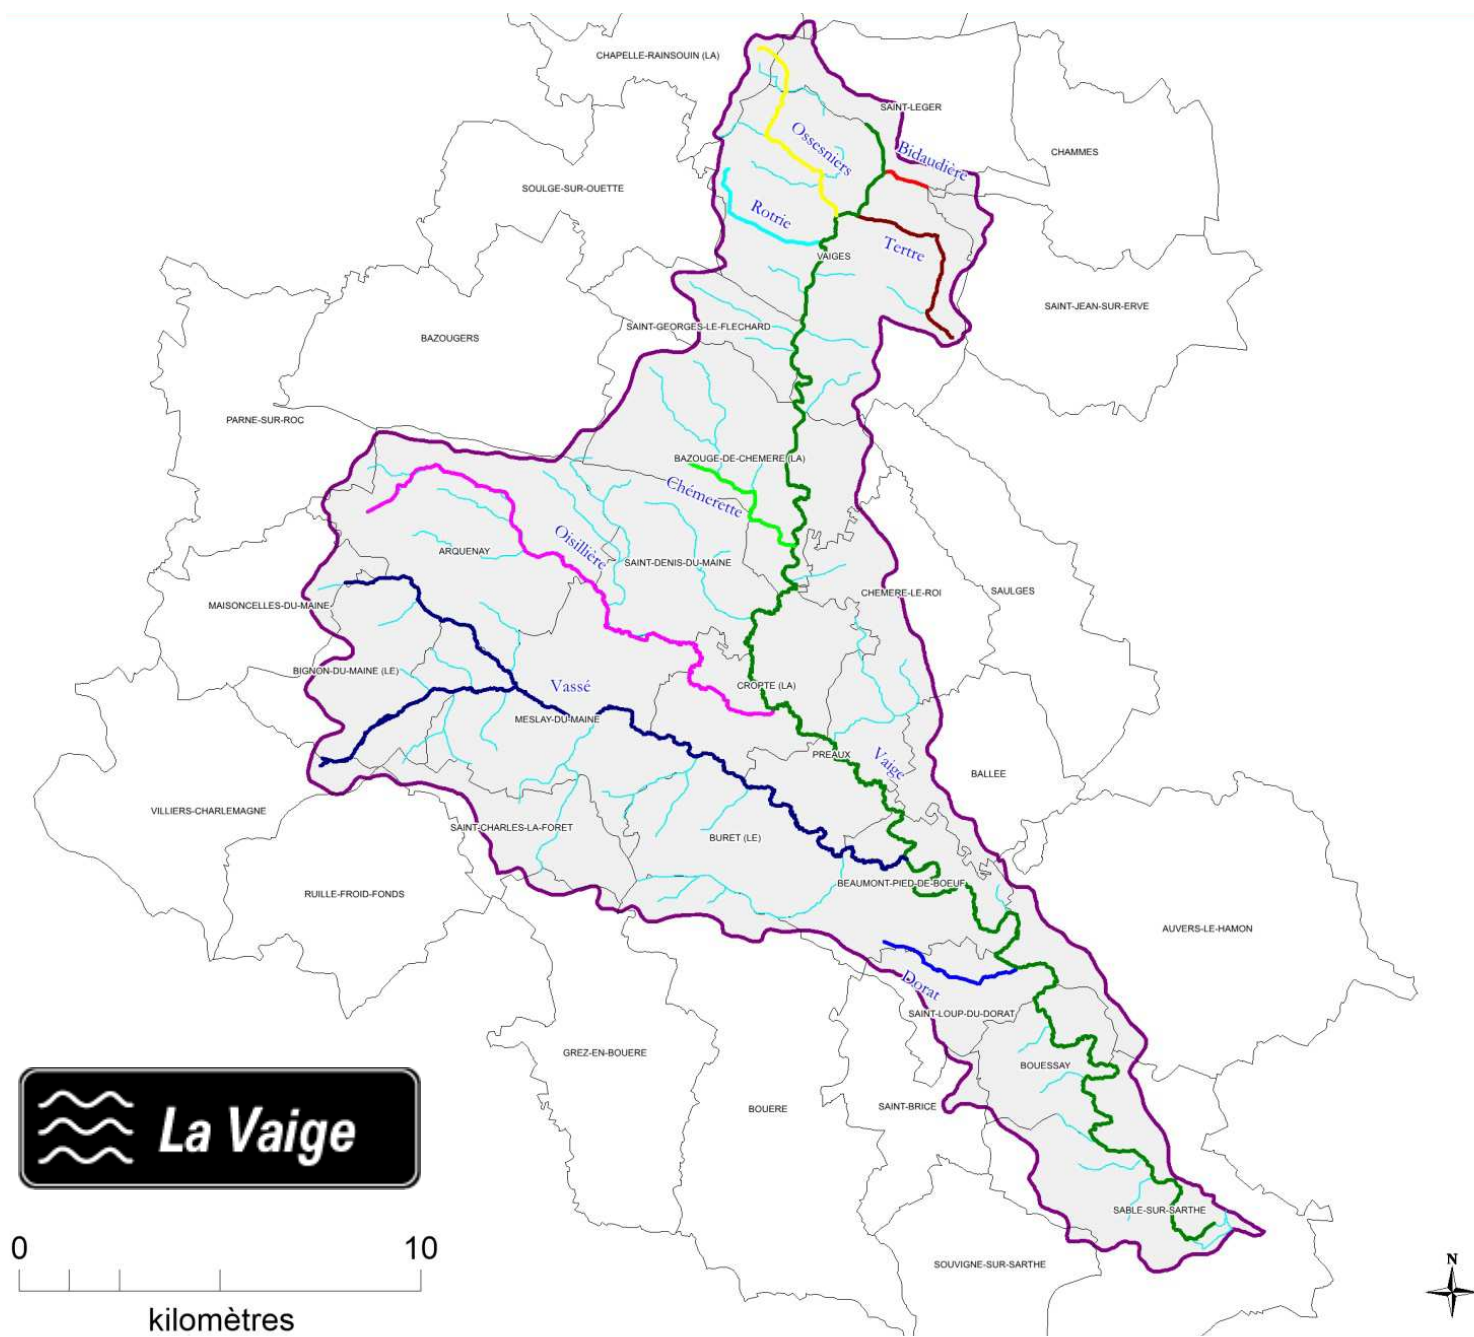 CHAPELLE-RAINSOUIN (LA)
SAINT-LEGER
Ossesniers
Bidaudière
CHAMMES
SOULGE-SUR-OUETTE
Rotrie
Tertre
VAIGES
SAINT-JEAN-SUR-ERVE
SAINT-GEORGES-LE-FLECHARD
BAZOUGERS
PARNE-SUR-ROC
BAZOUGE-DE-CHEMERE (LA)
Chémerette
Oisillière
ARQUENAY
SAINT-DENIS-DU-MAINE
CHEMERE-LE-ROI
SAULGES
MAISONCELLES-DU-MAINE
BIGNON-DU-MAINE (LE)
Vassé
CROPTE (LA)
MESLAY-DU-MAINE
PREAUX
Vaige
BALLEE
VILLIERS-CHARLEMAGNE
SAINT-CHARLES-LA-FORET
BURET (LE)
RUILLE-FROID-FONDS
BEAUMONT-PIED-DE-BOEUF
AUVERS-LE-HAMON
Dorat
SAINT-LOUP-DU-DORAT
GREZ-EN-BOUERE
BOUESSAY
BOUERE
SAINT-BRICE
La Vaige
SABLE-SUR-SARTHE
SOUVIGNE-SUR-SARTHE
0 10
kilomètres
N